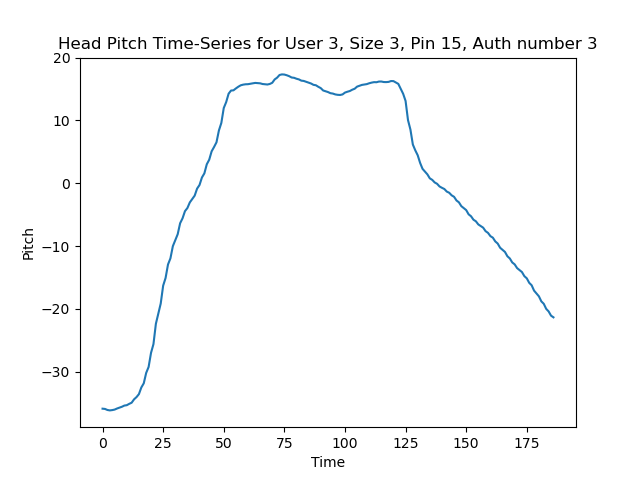 Head Pitch Time-Series for User 3, Size 3, Pin 15, Auth number 3
20
10
0
−10
−20
−30
Pitch
0 25 50 75 100 125 150 175
Time